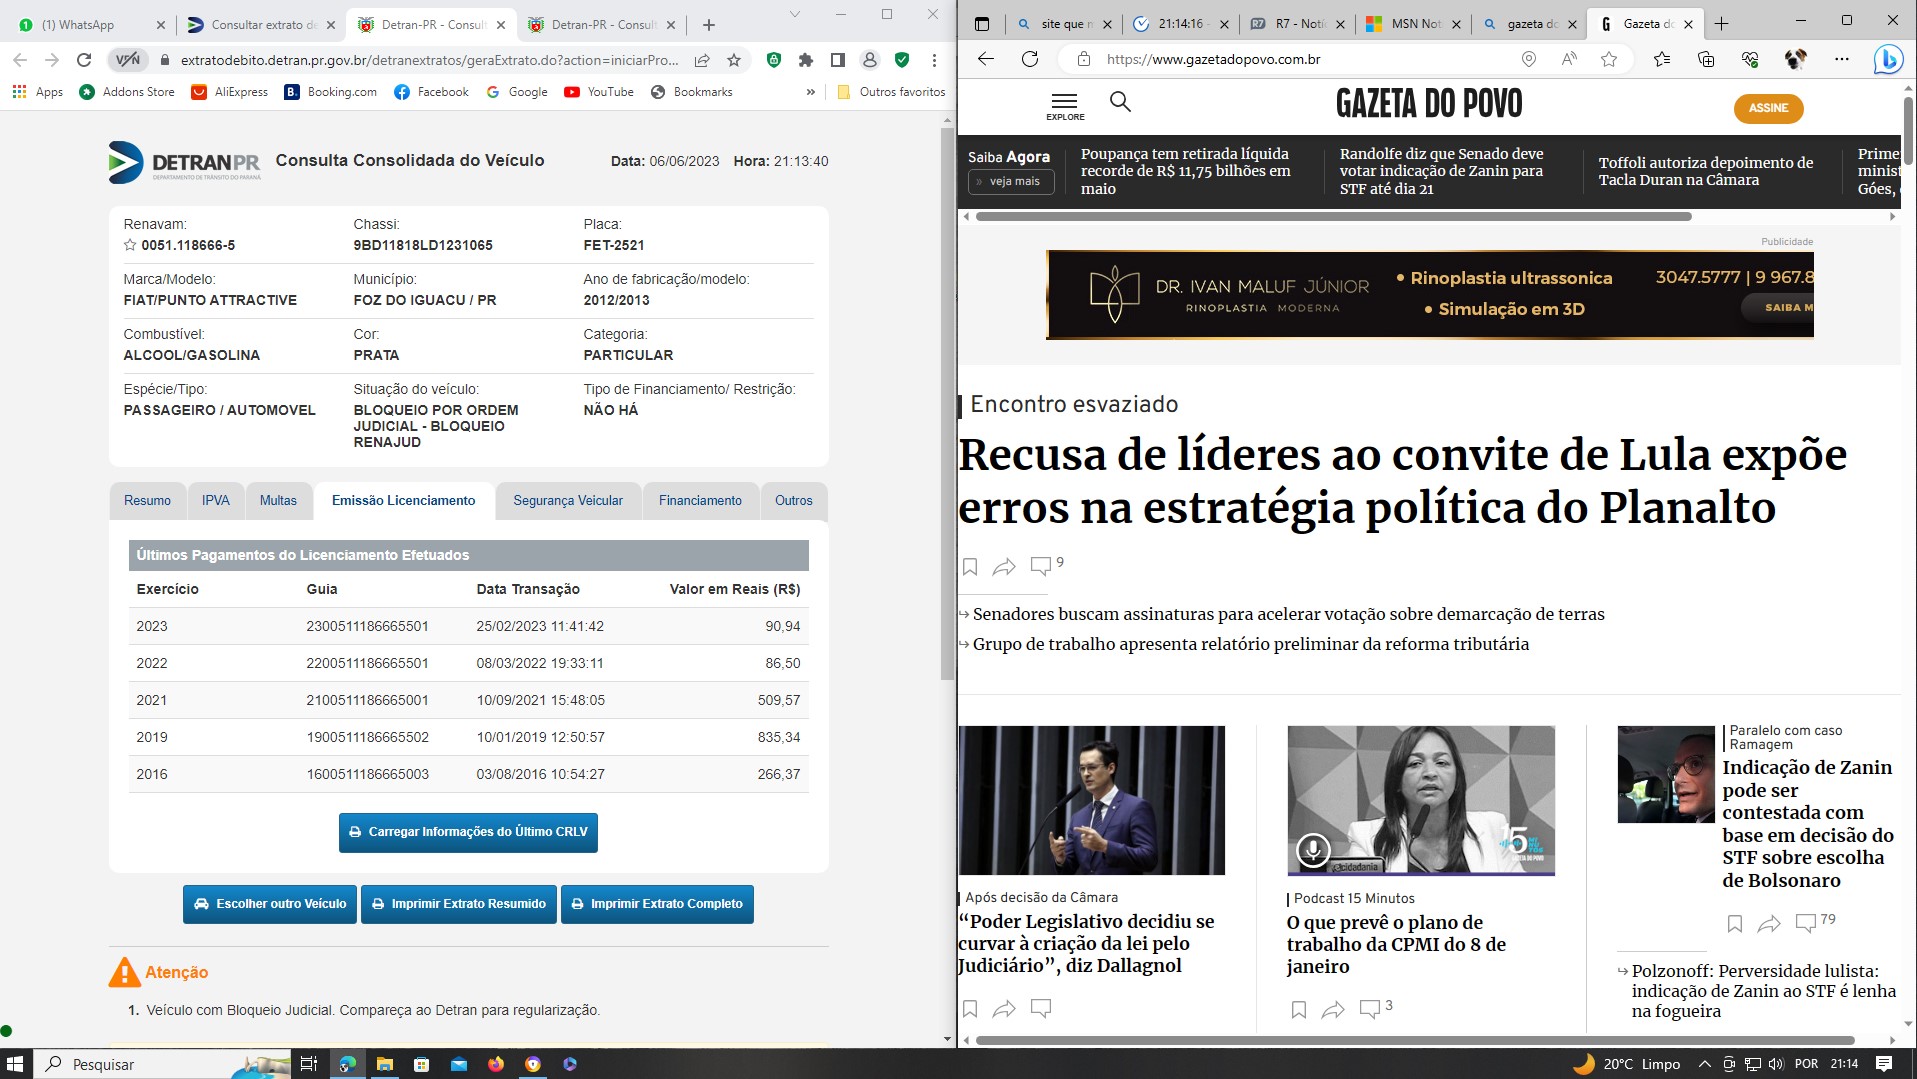 (1) WhatsApp
Consultar extrato de
Detran-PR - Consult
Detran-PR - Consult
VPN
extratodebito.detran.pr.gov.br/detranextratos/geraExtrato.do?action=iniciarPro...
Apps
Addons Store
AliExpress
Booking.com
Facebook
Google
YouTube
Bookmarks
»
Outros favoritos
DETRANPR
DEPARTAMENTO DE TRÂNSITO DO PARANÁ
Consulta Consolidada do Veículo
Data: 06/06/2023 Hora: 21:13:40
Renavam:
Chassi:
Placa:
0051.118666-5
9BD11818LD1231065
FET-2521
Marca/Modelo:
Município:
Ano de fabricação/modelo:
FIAT/PUNTO ATTRACTIVE
FOZ DO IGUACU / PR
2012/2013
Combustível:
Cor:
Categoria:
ALCOOL/GASOLINA
PRATA
PARTICULAR
Espécie/Tipo:
Situação do veículo:
Tipo de Financiamento/ Restrição:
PASSAGEIRO / AUTOMOVEL
BLOQUEIO POR ORDEM
JUDICIAL - BLOQUEIO
RENAJUD
NÃO HÁ
Resumo
IPVA
Multas
Emissão Licenciamento
Segurança Veicular
Financiamento
Outros
Últimos Pagamentos do Licenciamento Efetuados
Exercício Guia Data Transação Valor em Reais (R$)
2023 2300511186665501 25/02/2023 11:41:42 90,94
2022 2200511186665501 08/03/2022 19:33:11 86,50
2021 2100511186665001 10/09/2021 15:48:05 509,57
2019 1900511186665502 10/01/2019 12:50:57 835,34
2016 1600511186665003 03/08/2016 10:54:27 266,37
Carregar Informações do Último CRLV
Escolher outro Veículo
Imprimir Extrato Resumido
Imprimir Extrato Completo
Atenção
1. Veículo com Bloqueio Judicial. Compareça ao Detran para regularização.
site que n
21:14:16 -
R7 - Notí
MSN Not
gazeta do
Gazeta do
https://www.gazetadopovo.com.br
EXPLORE
GAZETA DO POVO
ASSINE
Saiba Agora
» veja mais
Poupança tem retirada líquida
recorde de R$ 11,75 bilhões em
maio
Randolfe diz que Senado deve
votar indicação de Zanin para
STF até dia 21
Toffoli autoriza depoimento de
Tacla Duran na Câmara
Prime
minist
Góes,
Publicidade
DR. IVAN MALUF JÚNIOR
RINOPLASTIA MODERNA
• Rinoplastia ultrassonica
• Simulação em 3D
3047.5777 | 9 967.8
SAIBA M
Encontro esvaziado
Recusa de líderes ao convite de Lula expõe
erros na estratégia política do Planalto
9
Senadores buscam assinaturas para acelerar votação sobre demarcação de terras
Grupo de trabalho apresenta relatório preliminar da reforma tributária
Após decisão da Câmara
“Poder Legislativo decidiu se
curvar à criação da lei pelo
Judiciário”, diz Dallagnol
cidadania
15
MINUTOS
GAZETA DO POVO
Podcast 15 Minutos
O que prevê o plano de
trabalho da CPMI do 8 de
janeiro
3
Paralelo com caso
Ramagem
Indicação de Zanin
pode ser
contestada com
base em decisão do
STF sobre escolha
de Bolsonaro
79
Polzonoff: Perversidade lulista:
indicação de Zanin ao STF é lenha
na fogueira
Pesquisar
20°C Limpo
POR
21:14